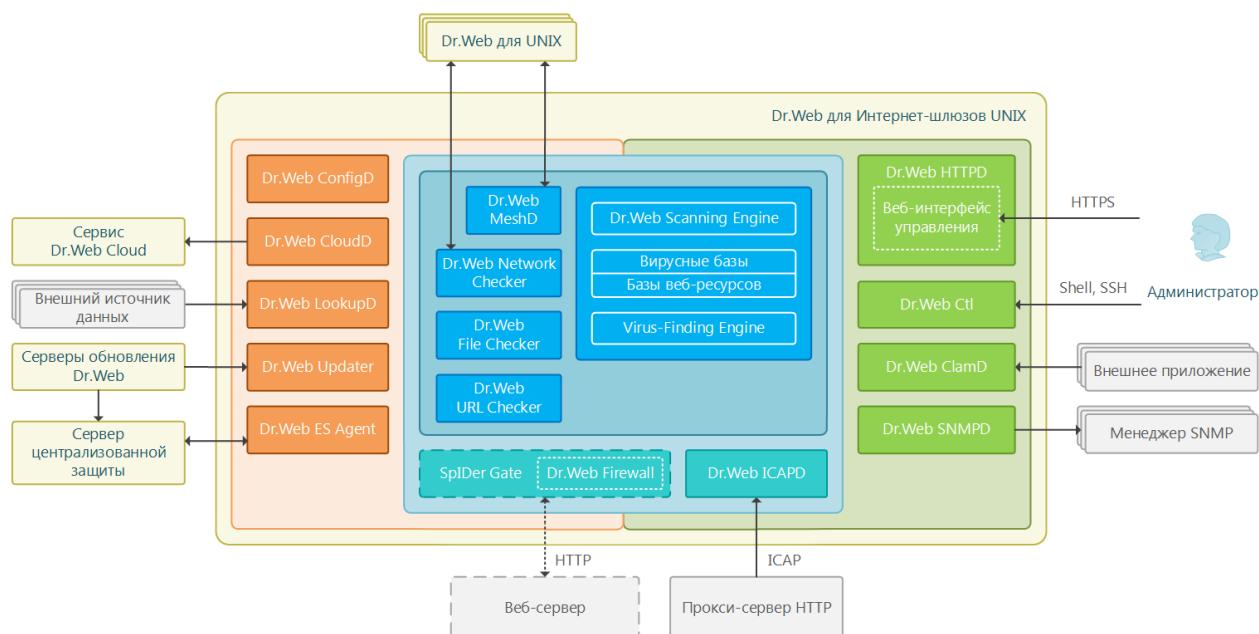 Dr.Web для UNIX
Dr.Web для Интернет-шлюзов UNIX
Dr.Web ConfigD
Dr.Web CloudD
Dr.Web LookupD
Dr.Web Updater
Dr.Web ES Agent
Сервис
Dr.Web Cloud
Внешний источник
данных
Серверы обновления
Dr.Web
Сервер
централизованной
защиты
Dr.Web
MeshD
Dr.Web Network
Checker
Dr.Web
File Checker
Dr.Web
URL Checker
Dr.Web Scanning Engine
Вирусные базы
Базы веб-ресурсов
Virus-Finding Engine
SpIDer Gate
Dr.Web Firewall
Dr.Web ICAPD
Dr.Web HTTPD
Веб-интерфейс
управления
Dr.Web Ctl
Dr.Web ClamD
Dr.Web SNMPD
HTTPS
Shell, SSH
Администратор
Внешнее приложение
Менеджер SNMP
HTTP
ICAP
Веб-сервер
Прокси-сервер HTTP